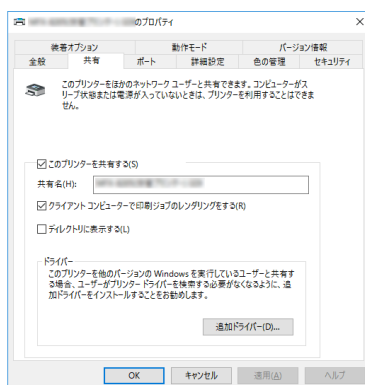 のプロパティ
装着オプション 動作モード バージョン情報
全般 共有 ポート 詳細設定 色の管理 セキュリティ
このプリンターをほかのネットワーク ユーザーと共有できます。コンピューターがス
リープ状態または電源が入っていないときは、プリンターを利用することはできま
せん。
このプリンターを共有する(S)
共有名(H):
クライアント コンピューターで印刷ジョブのレンダリングをする(R)
ディレクトリに表示する(L)
ドライバー
このプリンターを他のバージョンの Windows を実行しているユーザーと共有す
る場合、ユーザーがプリンター ドライバーを検索する必要がなくなるように、追
加ドライバーをインストールすることをお勧めします。
追加ドライバー(D)...
OK キャンセル 適用(A) ヘルプ